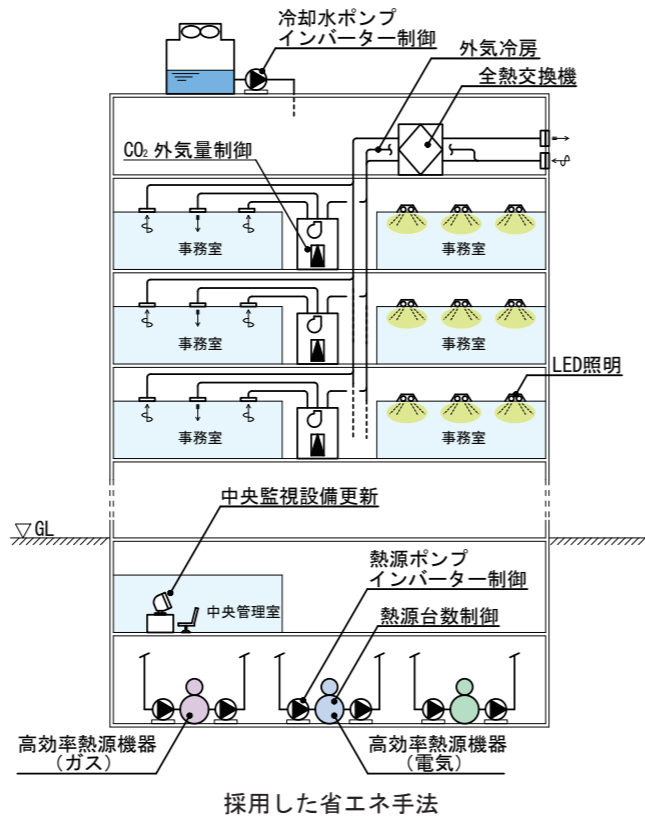 冷却水ポンプ
インバーター制御
外気冷房
全熱交換機
CO₂ 外気量制御
事務室
事務室
事務室
事務室
LED照明
事務室
事務室
中央監視設備更新
▽GL
熱源ポンプ
インバーター制御
中央管理室
熱源台数制御
高効率熱源機器
（ガス）
高効率熱源機器
（電気）
採用した省エネ手法